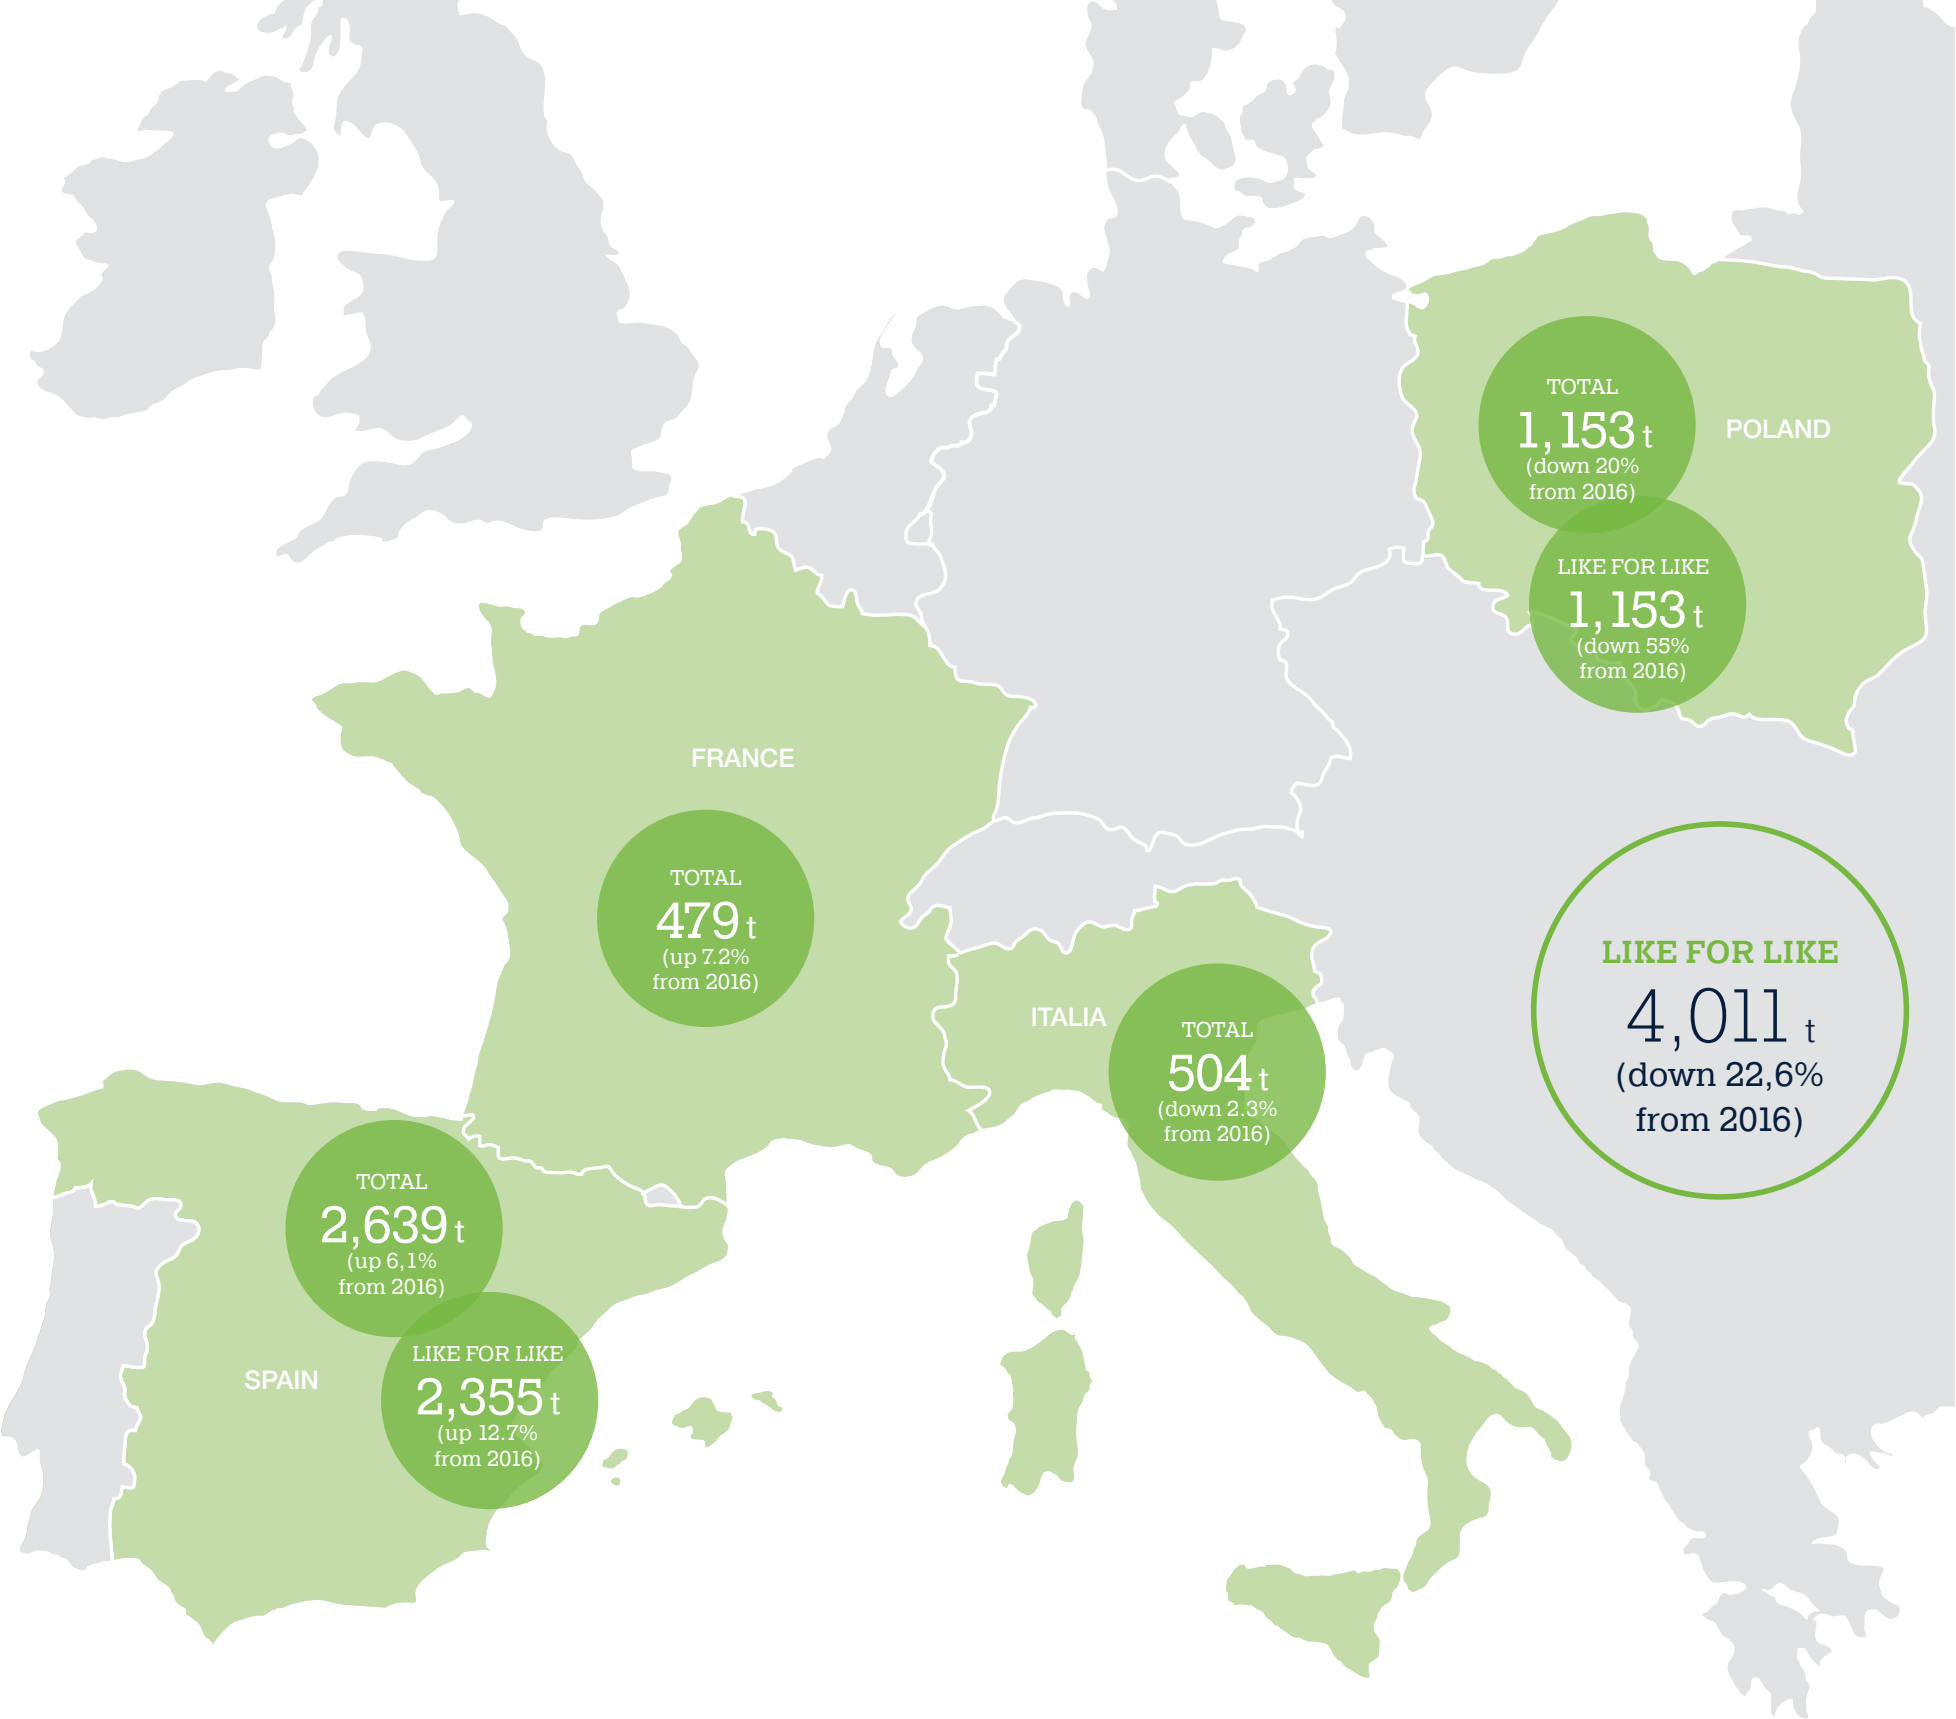 TOTAL
1,153 t
(down 20%
from 2016)
POLAND
LIKE FOR LIKE
1,153 t
(down 55%
from 2016)
FRANCE
TOTAL
479 t
(up 7.2%
from 2016)
ITALIA
TOTAL
504 t
(down 2.3%
from 2016)
LIKE FOR LIKE
4,011 t
(down 22,6%
from 2016)
TOTAL
2,639 t
(up 6,1%
from 2016)
SPAIN
LIKE FOR LIKE
2,355 t
(up 12.7%
from 2016)